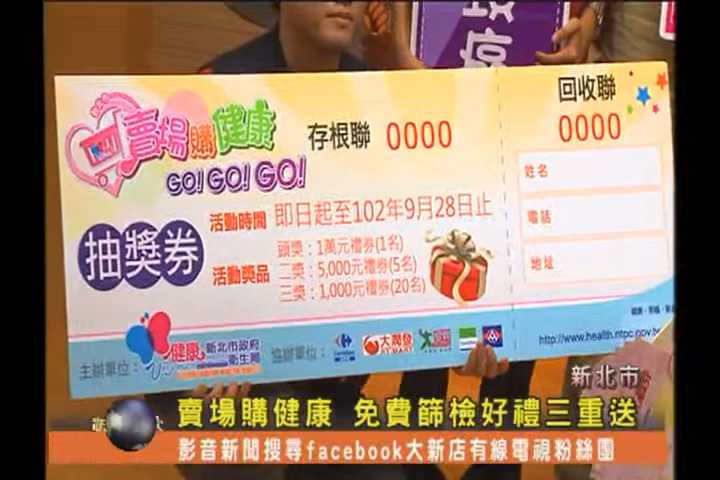 賣場購健康
GO! GO! GO!
存根聯 0000
回收聯
0000
抽獎券
活動時間 即日起至102年9月28日止
活動獎品
頭獎：1萬元禮券(1名)
二獎：5,000元禮券(5名)
三獎：1,000元禮券(20名)
姓名
電話
地址
主辦單位：
健康
新北市政府
衛生局
協辦單位：
Carrefour
大潤發
RT-MART
http://www.health.ntpc.gov.tw
新北市
賣場購健康 免費篩檢好禮三重送
影音新聞搜尋facebook大新店有線電視粉絲團